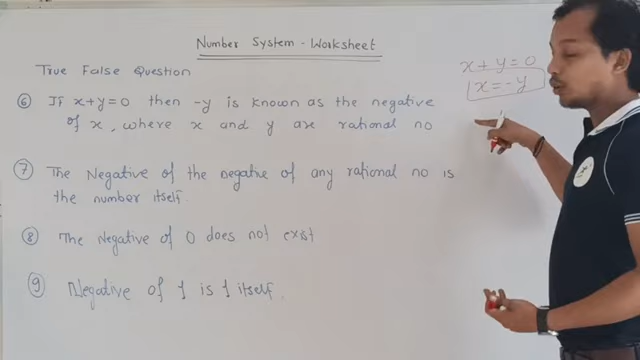 Number System - Worksheet
True False Question
⑥ If x+y=0 then -y is known as the negative
of x, where x and y are rational no
⑦ The Negative of the negative of any rational no is
the number itself.
⑧ The Negative of 0 does not exist
⑨ Negative of 1 is 1 itself.
x+y=0
x=-y